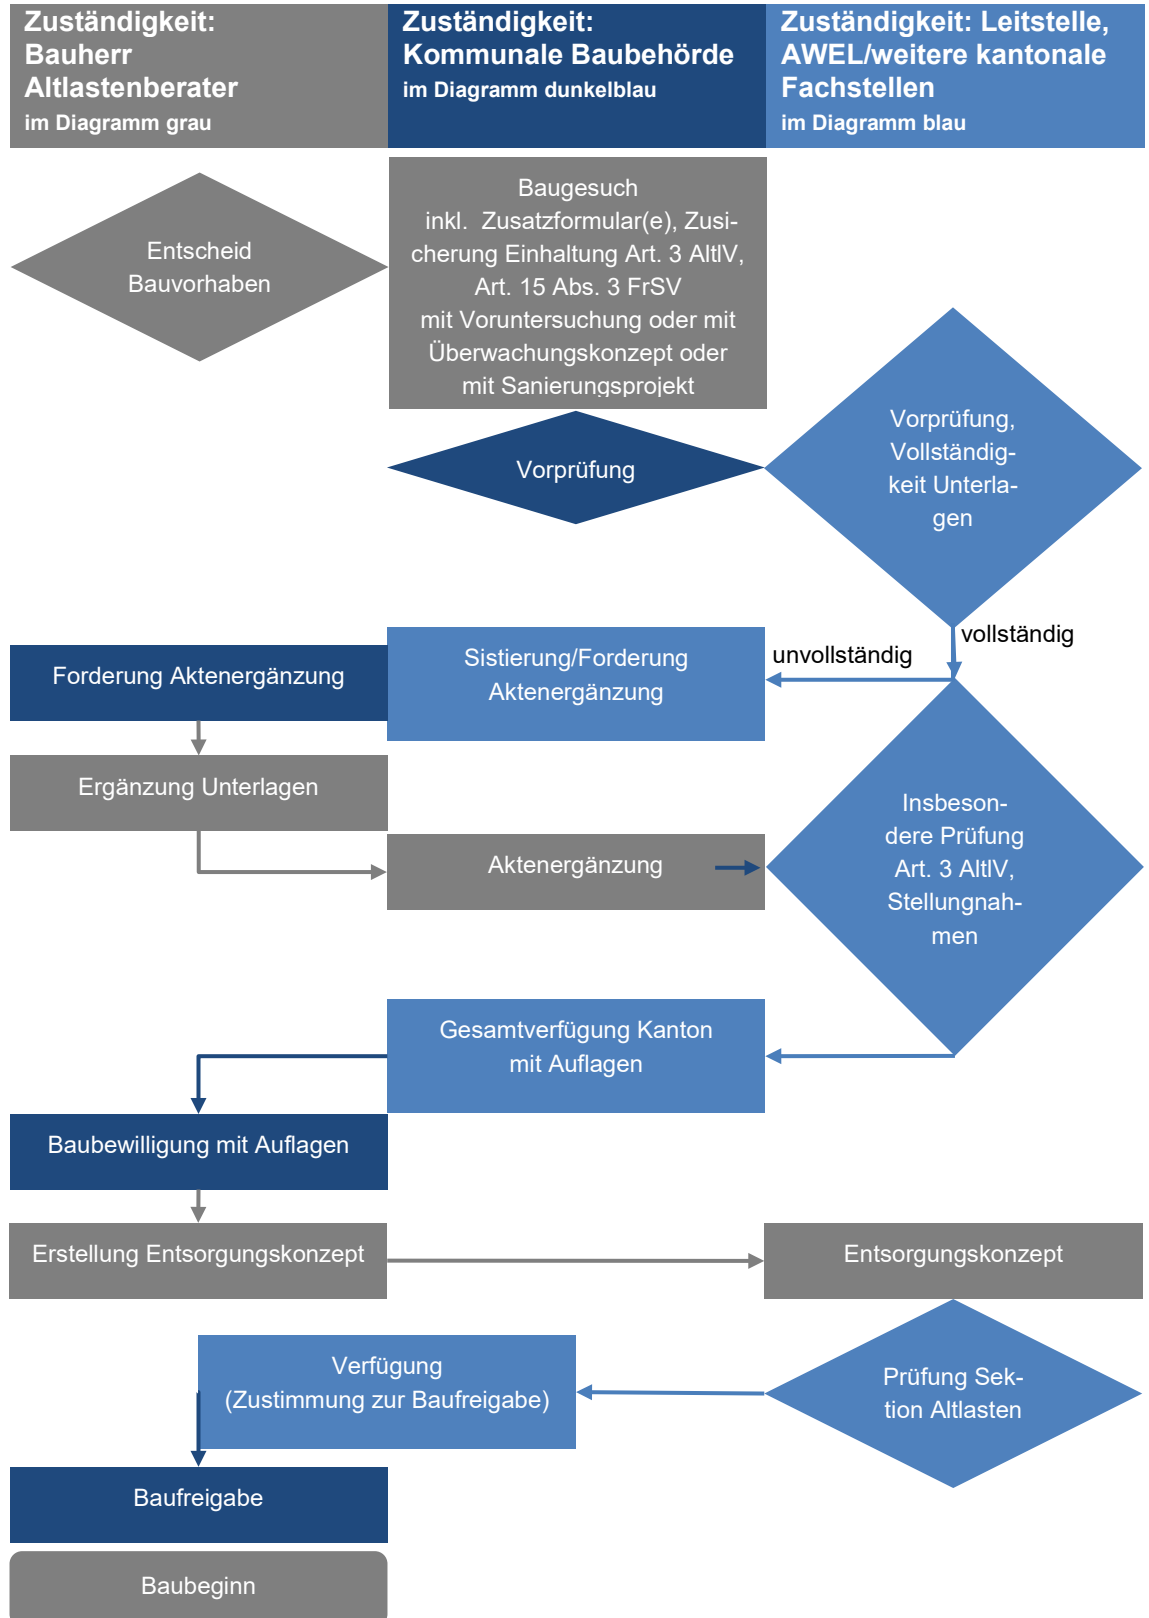 Zuständigkeit:
Bauherr
Altlastenberater
im Diagramm grau
Zuständigkeit:
Kommunale Baubehörde
im Diagramm dunkelblau
Zuständigkeit: Leitstelle,
AWEL/weitere kantonale
Fachstellen
im Diagramm blau
Entscheid
Bauvorhaben
Baugesuch
inkl. Zusatzformular(e), Zusi-
cherung Einhaltung Art. 3 AltlV,
Art. 15 Abs. 3 FrSV
mit Voruntersuchung oder mit
Überwachungskonzept oder
mit Sanierungsprojekt
Vorprüfung
Vorprüfung,
Vollständig-
keit Unterla-
gen
vollständig
unvollständig
Sistierung/Forderung
Aktenergänzung
Forderung Aktenergänzung
Ergänzung Unterlagen
Aktenergänzung
Insbeson-
dere Prüfung
Art. 3 AltlV,
Stellungnah-
men
Gesamtverfügung Kanton
mit Auflagen
Baubewilligung mit Auflagen
Erstellung Entsorgungskonzept
Entsorgungskonzept
Prüfung Sek-
tion Altlasten
Verfügung
(Zustimmung zur Baufreigabe)
Baufreigabe
Baubeginn